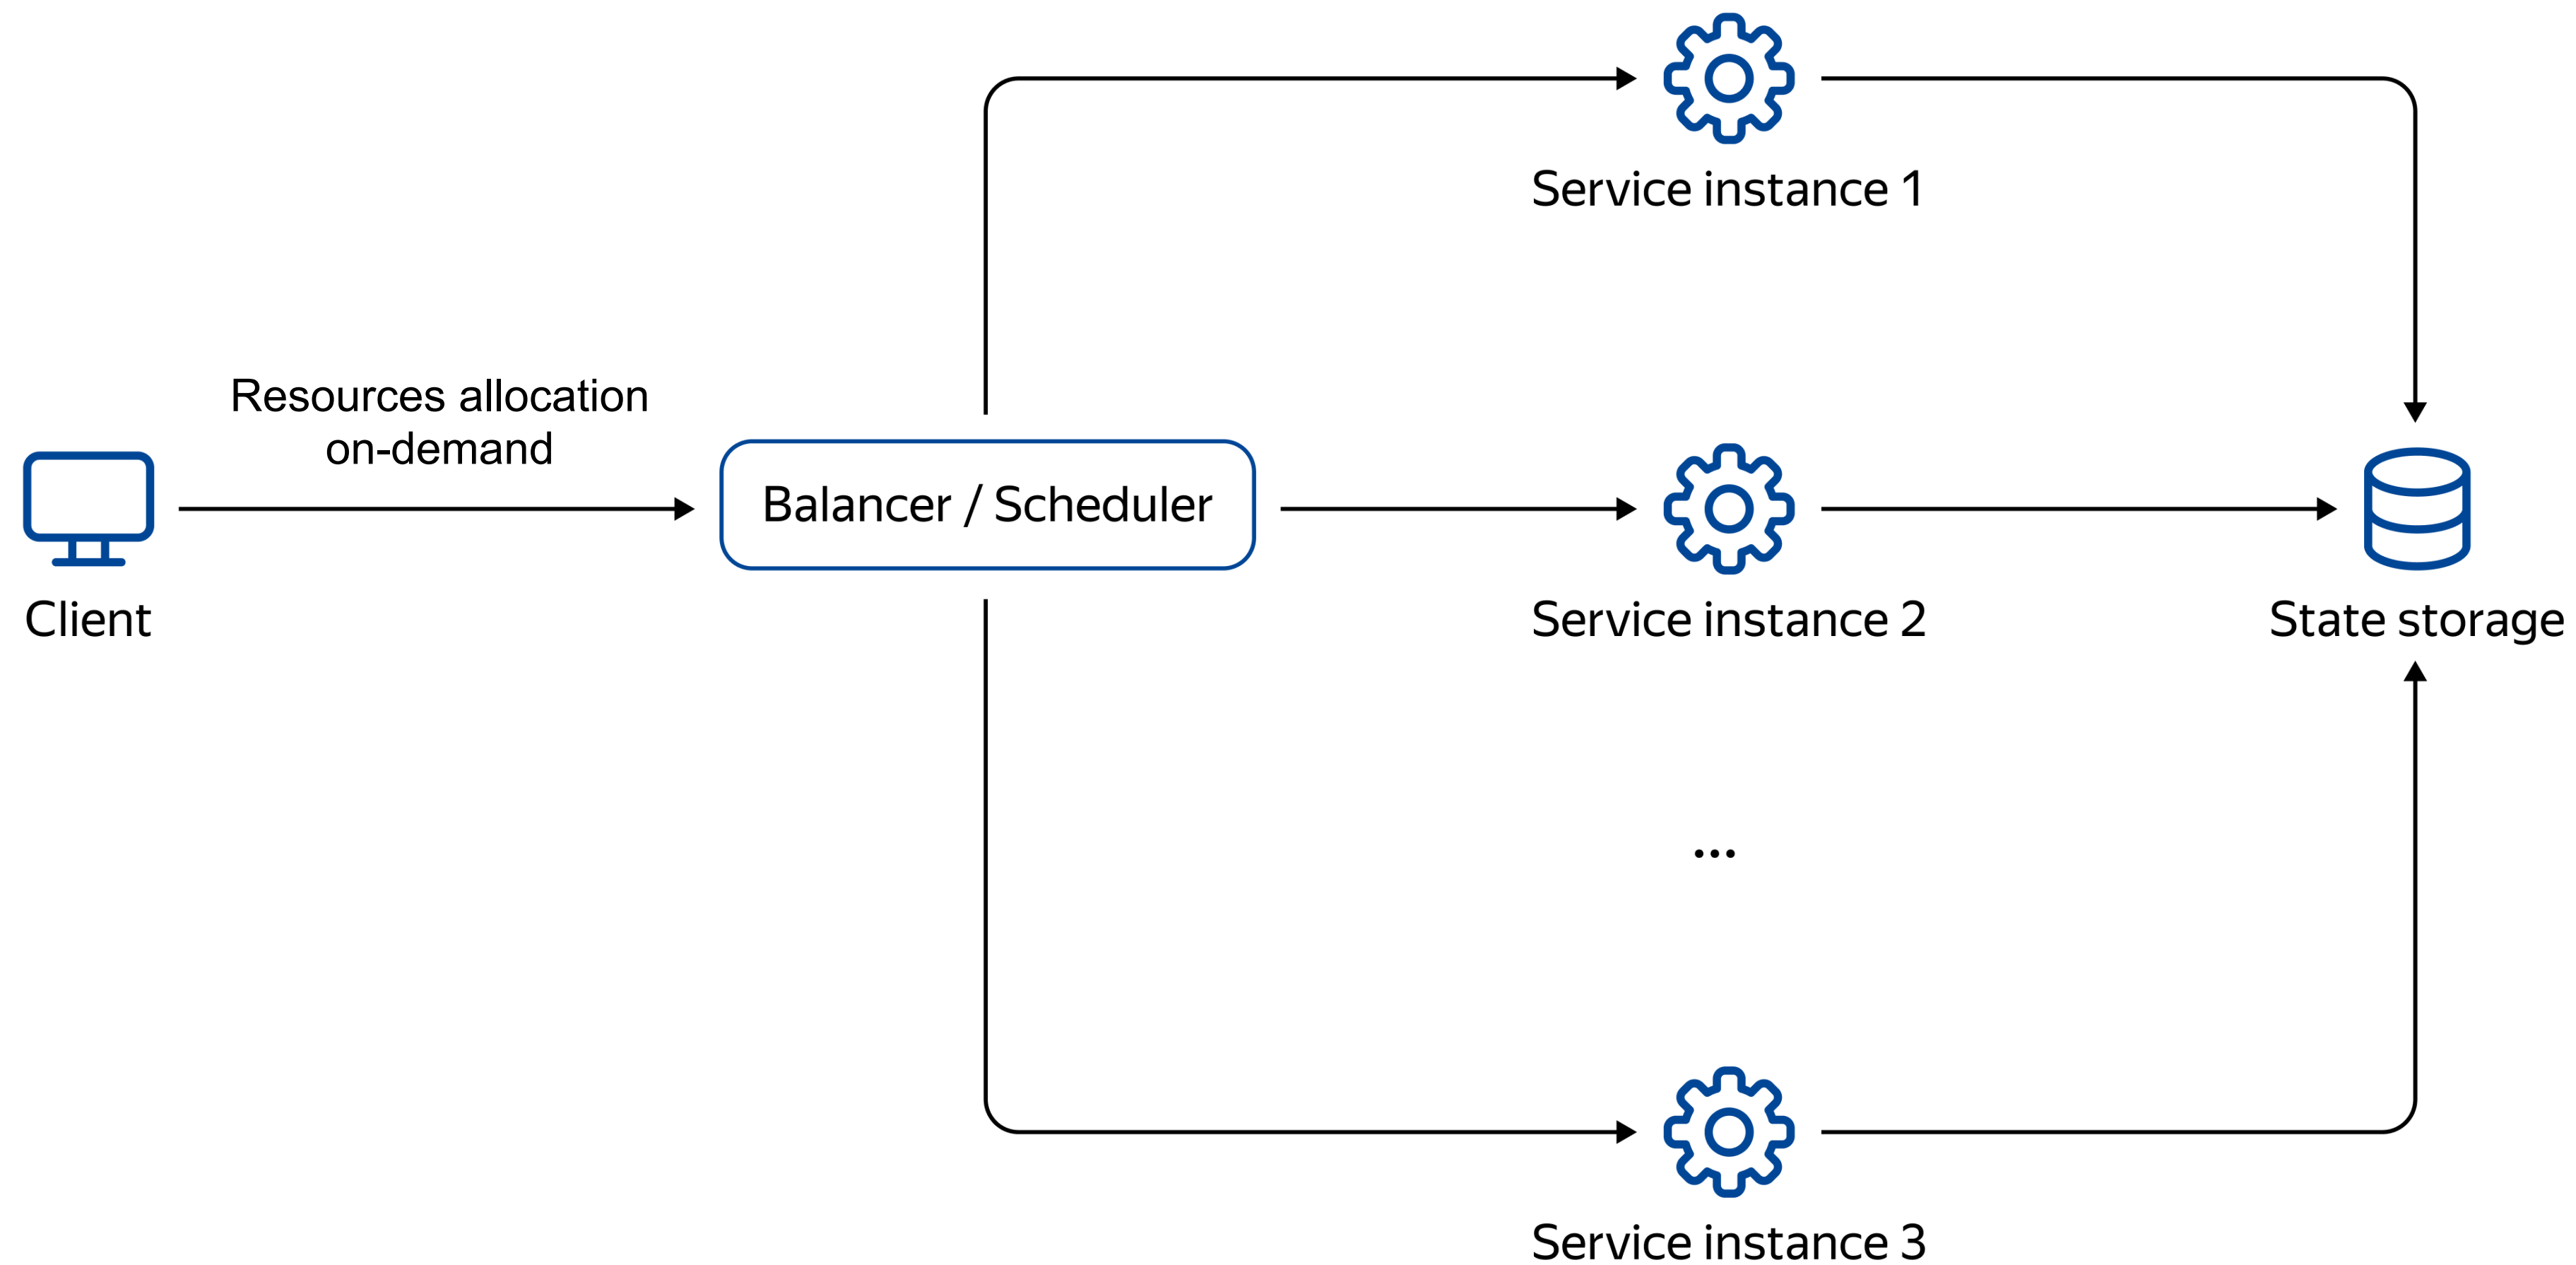 Service instance 1
Resources allocation
on-demand
Balancer / Scheduler
Client
Service instance 2
State storage
...
Service instance 3